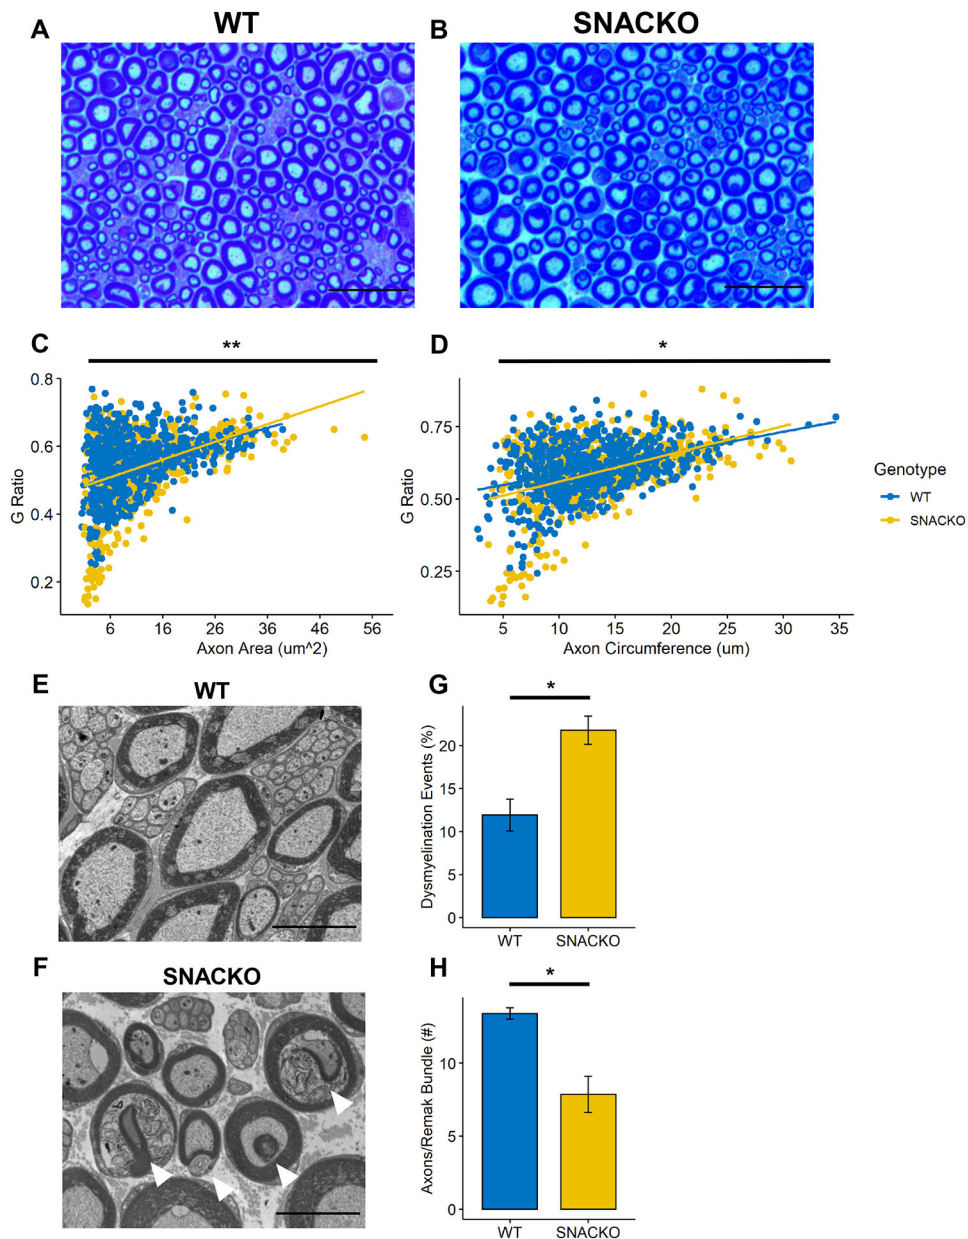 A
WT
B
SNACKO
C
**
0.8
0.6
0.4
0.2
G Ratio
6 16 26 36 46 56
Axon Area (um^2)
D
*
0.75
0.50
0.25
G Ratio
5 10 15 20 25 30 35
Axon Circumference (um)
Genotype
WT
SNACKO
E
WT
G
*
20
15
10
5
0
Dysmyelination Events (%)
WT SNACKO
F
SNACKO
H
*
10
5
0
Axons/Remak Bundle (#)
WT SNACKO